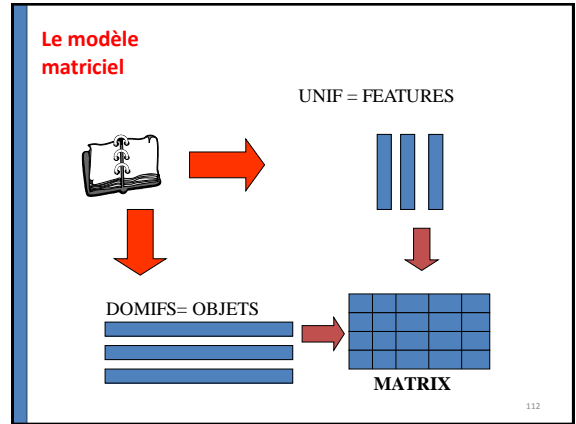 Le modèle
matriciel
UNIF = FEATURES
DOMIFS= OBJETS
MATRIX
112